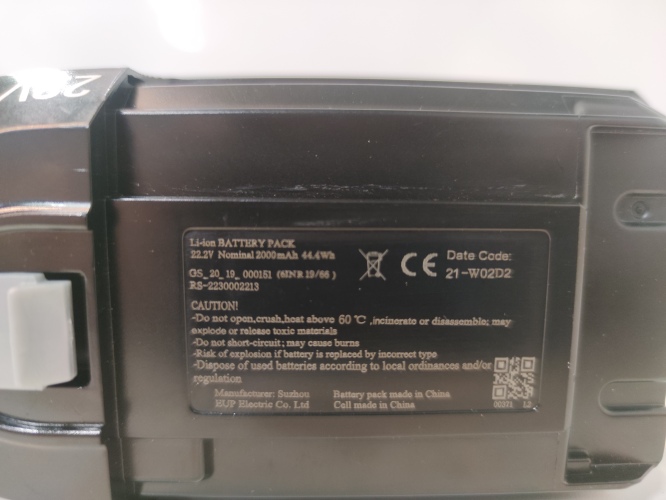 Li-ion BATTERY PACK
22.2V Nominal 2000mAh 44.4Wh
GS_20_19_000151 (6INR19/66)
RS-2230002213
CE
Date Code:
21-W02D2
CAUTION!
-Do not open,crush,heat above 60℃ ,incinerate or disassemble; may
explode or release toxic materials
-Do not short-circuit ; may cause burns
-Risk of explosion if battery is replaced by incorrect type
-Dispose of used batteries according to local ordinances and/or
regulation
Manufacturer: Suzhou
EUP Electric Co. Ltd
Battery pack made in China
Cell made in China